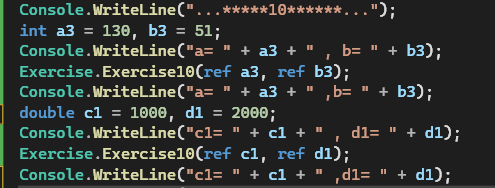 Console.WriteLine("...*****10******...");
int a3 = 130, b3 = 51;
Console.WriteLine("a= " + a3 + " , b= " + b3);
Exercise.Exercise10(ref a3, ref b3);
Console.WriteLine("a= " + a3 + " ,b= " + b3);
double c1 = 1000, d1 = 2000;
Console.WriteLine("c1= " + c1 + " , d1= " + d1);
Exercise.Exercise10(ref c1, ref d1);
Console.WriteLine("c1= " + c1 + " ,d1= " + d1);